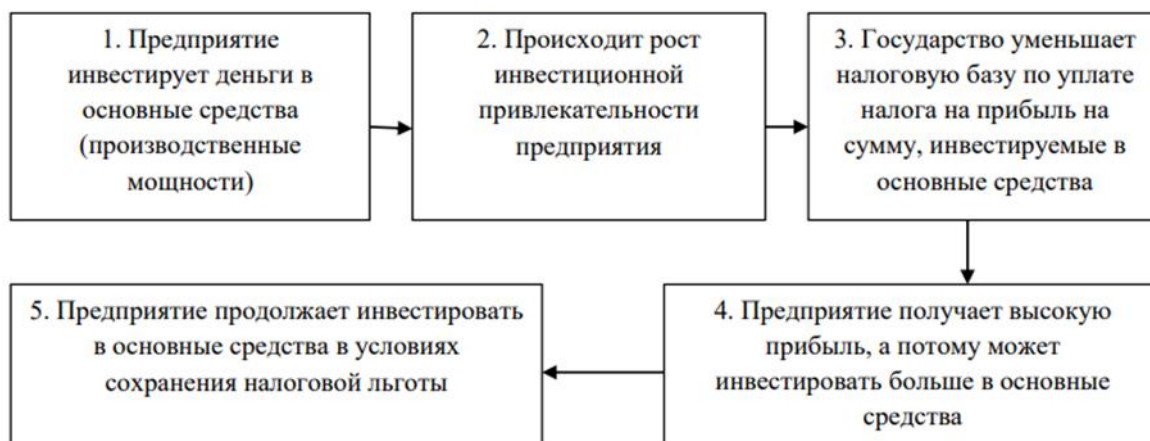 1. Предприятие
инвестирует деньги в
основные средства
(производственные
мощности)
2. Происходит рост
инвестиционной
привлекательности
предприятия
3. Государство уменьшает
налоговую базу по уплате
налога на прибыль на
сумму, инвестируемые в
основные средства
4. Предприятие получает высокую
прибыль, а потому может
инвестировать больше в основные
средства
5. Предприятие продолжает инвестировать
в основные средства в условиях
сохранения налоговой льготы